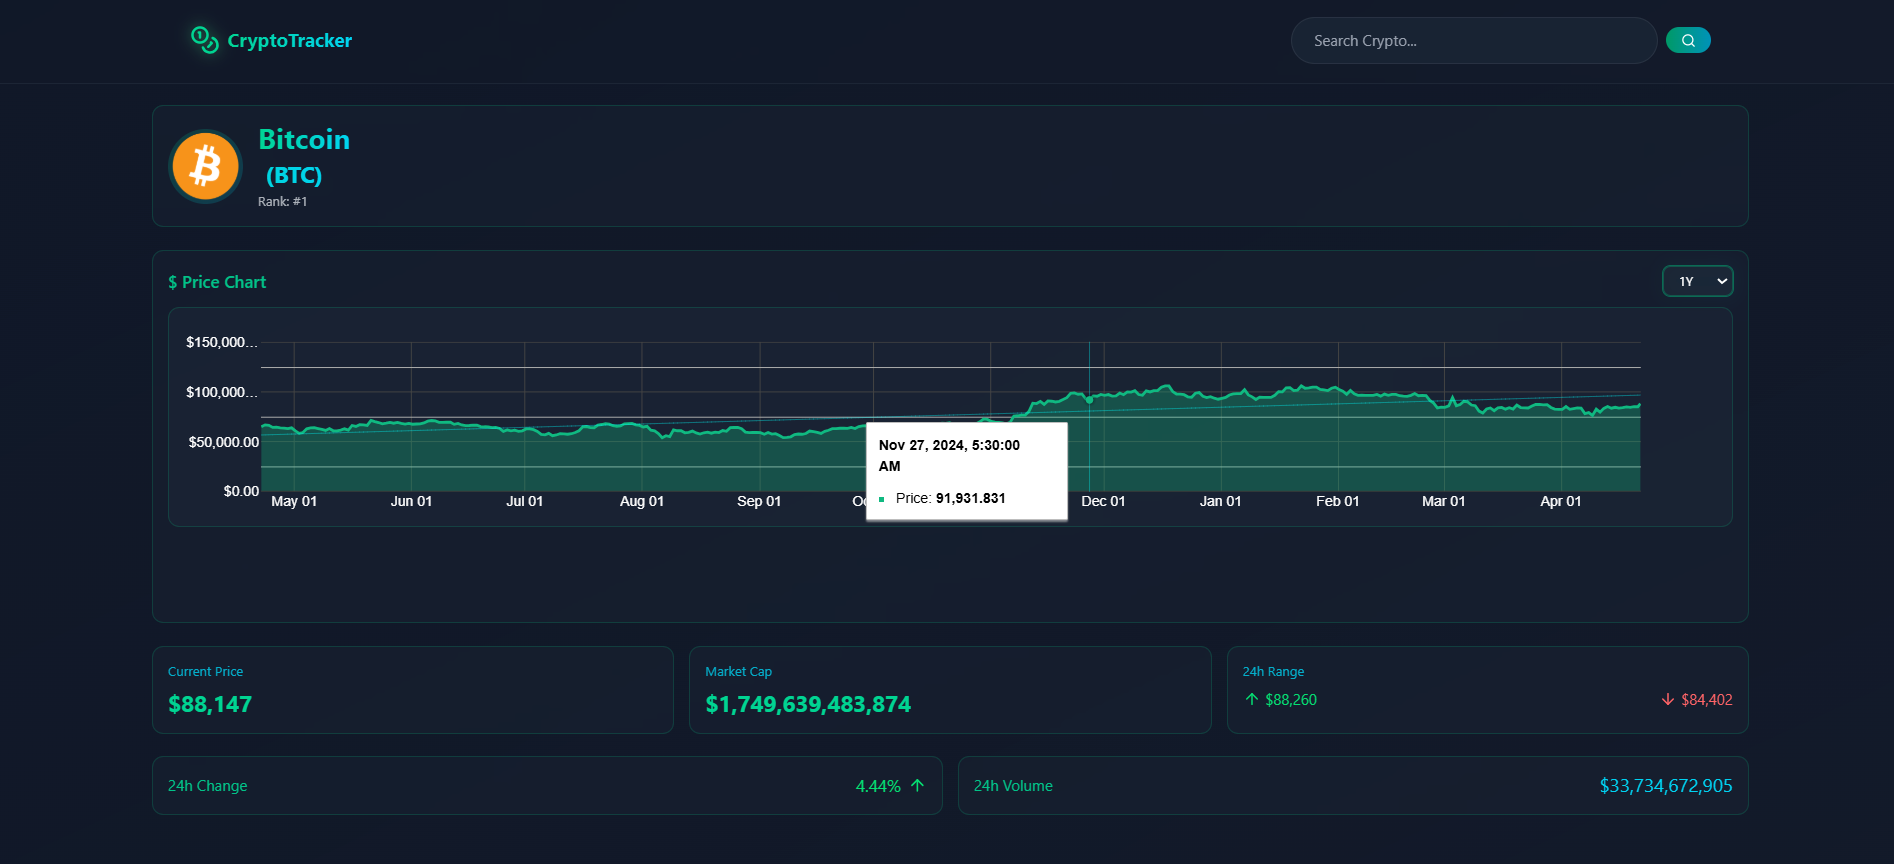 CryptoTracker
Search Crypto...
Bitcoin
(BTC)
Rank: #1
$ Price Chart
1Y
$150,000...
$100,000...
$50,000.00
$0.00
May 01
Jun 01
Jul 01
Aug 01
Sep 01
Dec 01
Jan 01
Feb 01
Mar 01
Apr 01
Nov 27, 2024, 5:30:00
AM
Price: 91,931.831
Current Price
$88,147
Market Cap
$1,749,639,483,874
24h Range
$88,260
$84,402
24h Change
4.44%
24h Volume
$33,734,672,905